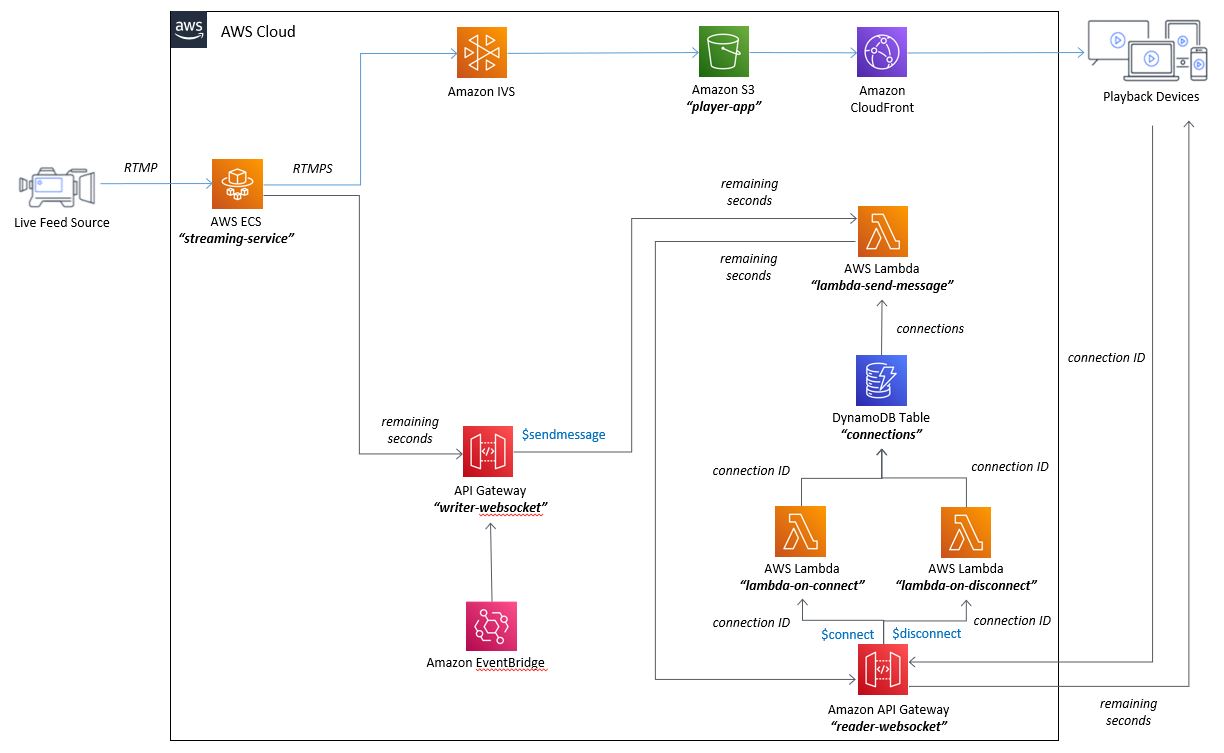 aws
AWS Cloud
Amazon IVS
Amazon S3
“player-app”
Amazon
CloudFront
Playback Devices
RTMP
RTMPS
Live Feed Source
AWS ECS
“streaming-service”
remaining
seconds
remaining
seconds
AWS Lambda
“lambda-send-message”
connections
connection ID
DynamoDB Table
“connections”
remaining
seconds
$sendmessage
API Gateway
“writer-websocket”
connection ID
connection ID
AWS Lambda
“lambda-on-connect”
AWS Lambda
“lambda-on-disconnect”
connection ID
connection ID
$connect
$disconnect
Amazon EventBridge
Amazon API Gateway
“reader-websocket”
remaining
seconds